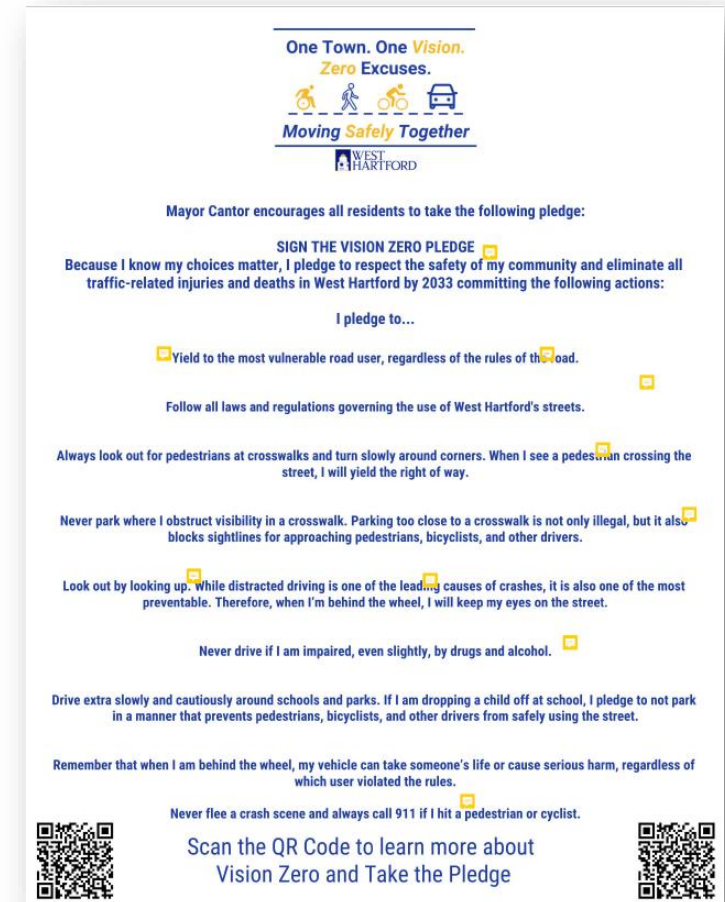 One Town. One Vision.
Zero Excuses.
Moving Safely Together
WEST
HARTFORD
Mayor Cantor encourages all residents to take the following pledge:
SIGN THE VISION ZERO PLEDGE
Because I know my choices matter, I pledge to respect the safety of my community and eliminate all
traffic-related injuries and deaths in West Hartford by 2033 committing the following actions:
I pledge to...
Yield to the most vulnerable road user, regardless of the rules of the road.
Follow all laws and regulations governing the use of West Hartford's streets.
Always look out for pedestrians at crosswalks and turn slowly around corners. When I see a pedestrian crossing the
street, I will yield the right of way.
Never park where I obstruct visibility in a crosswalk. Parking too close to a crosswalk is not only illegal, but it also
blocks sightlines for approaching pedestrians, bicyclists, and other drivers.
Look out by looking up. While distracted driving is one of the leading causes of crashes, it is also one of the most
preventable. Therefore, when I'm behind the wheel, I will keep my eyes on the street.
Never drive if I am impaired, even slightly, by drugs and alcohol.
Drive extra slowly and cautiously around schools and parks. If I am dropping a child off at school, I pledge to not park
in a manner that prevents pedestrians, bicyclists, and other drivers from safely using the street.
Remember that when I am behind the wheel, my vehicle can take someone's life or cause serious harm, regardless of
which user violated the rules.
Never flee a crash scene and always call 911 if I hit a pedestrian or cyclist.
Scan the QR Code to learn more about
Vision Zero and Take the Pledge